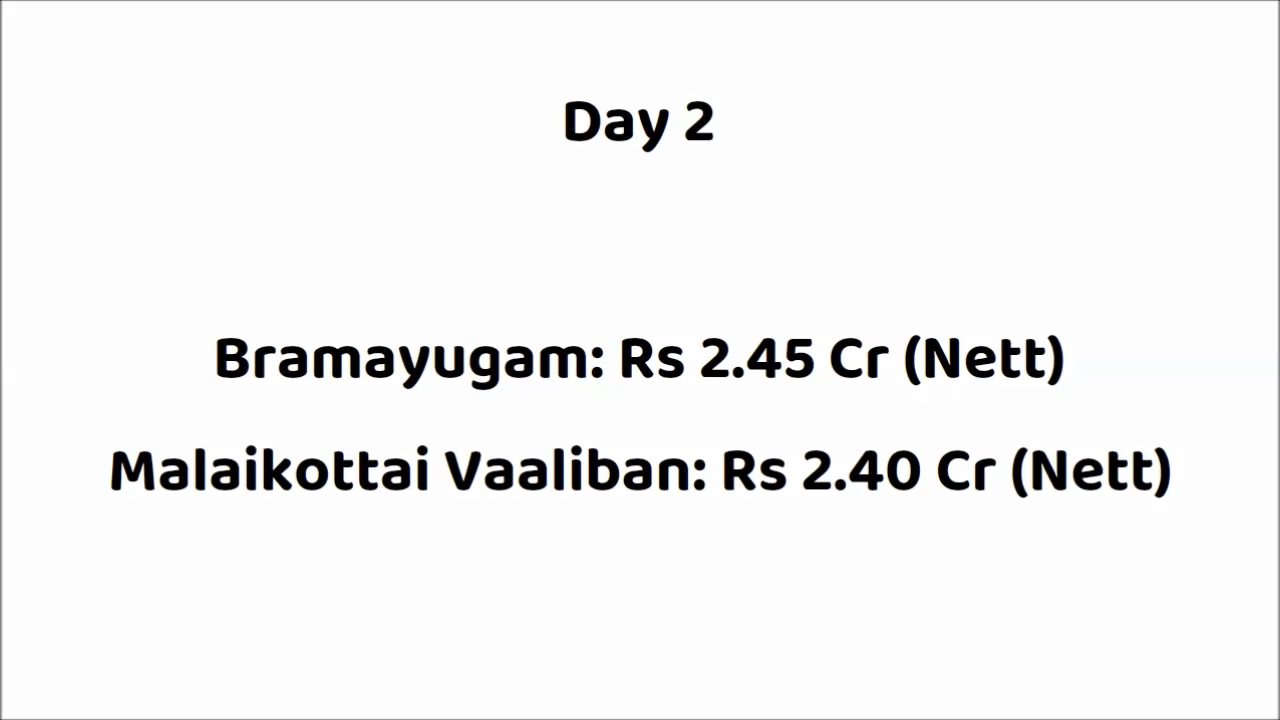 Day 2
Bramayugam: Rs 2.45 Cr (Nett)
Malaikottai Vaaliban: Rs 2.40 Cr (Nett)